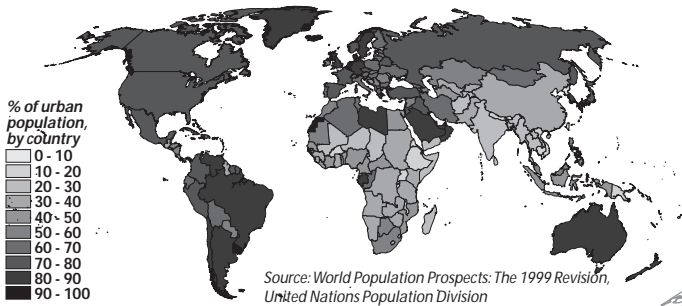 % of urban
population,
by country
0 - 10
10 - 20
20 - 30
30 - 40
40 - 50
50 - 60
60 - 70
70 - 80
80 - 90
90 - 100
Source: World Population Prospects: The 1999 Revision,
United Nations Population Division